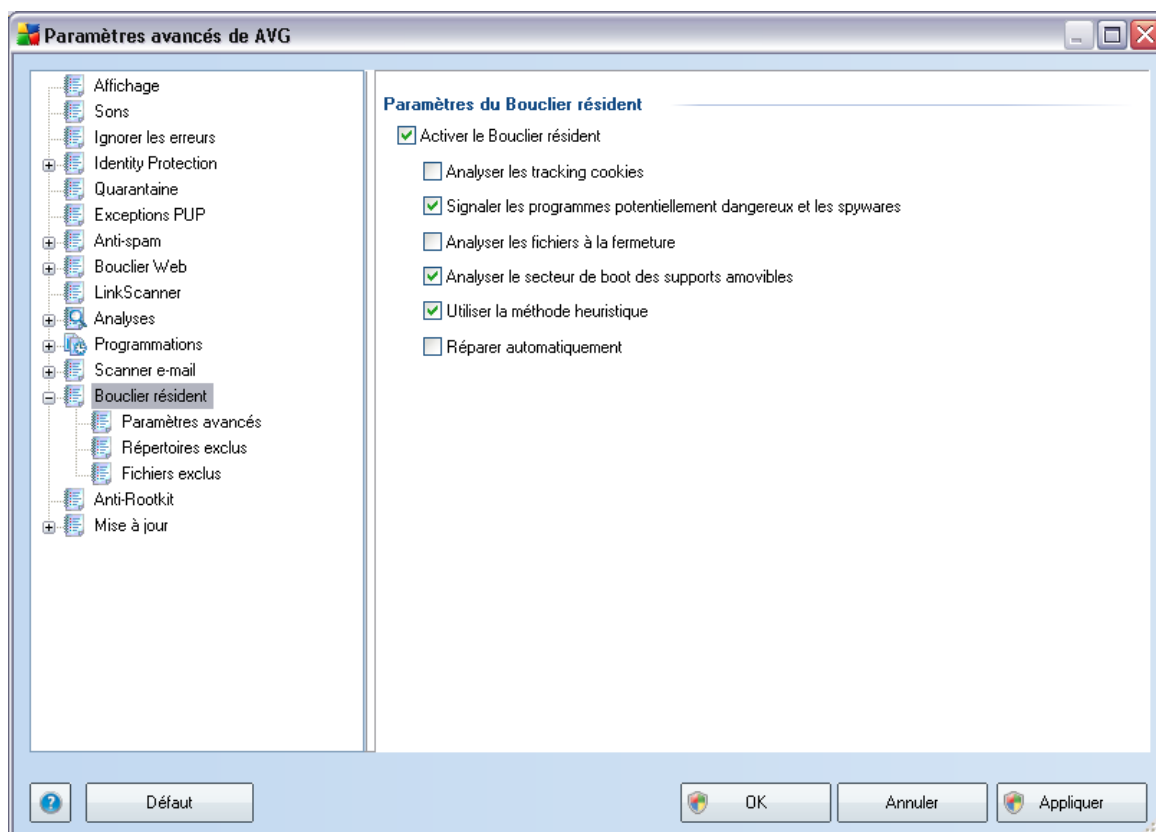 Paramètres avancés de AVG
Affichage
Sons
Ignorer les erreurs
Identity Protection
Quarantaine
Exceptions PUP
Anti-spam
Bouclier Web
LinkScanner
Analyses
Programmations
Scanner e-mail
Bouclier résident
Paramètres avancés
Répertoires exclus
Fichiers exclus
Anti-Rootkit
Mise à jour
Paramètres du Bouclier résident
Activer le Bouclier résident
Analyser les tracking cookies
Signaler les programmes potentiellement dangereux et les spywares
Analyser les fichiers à la fermeture
Analyser le secteur de boot des supports amovibles
Utiliser la méthode heuristique
Réparer automatiquement
? Défaut OK Annuler Appliquer